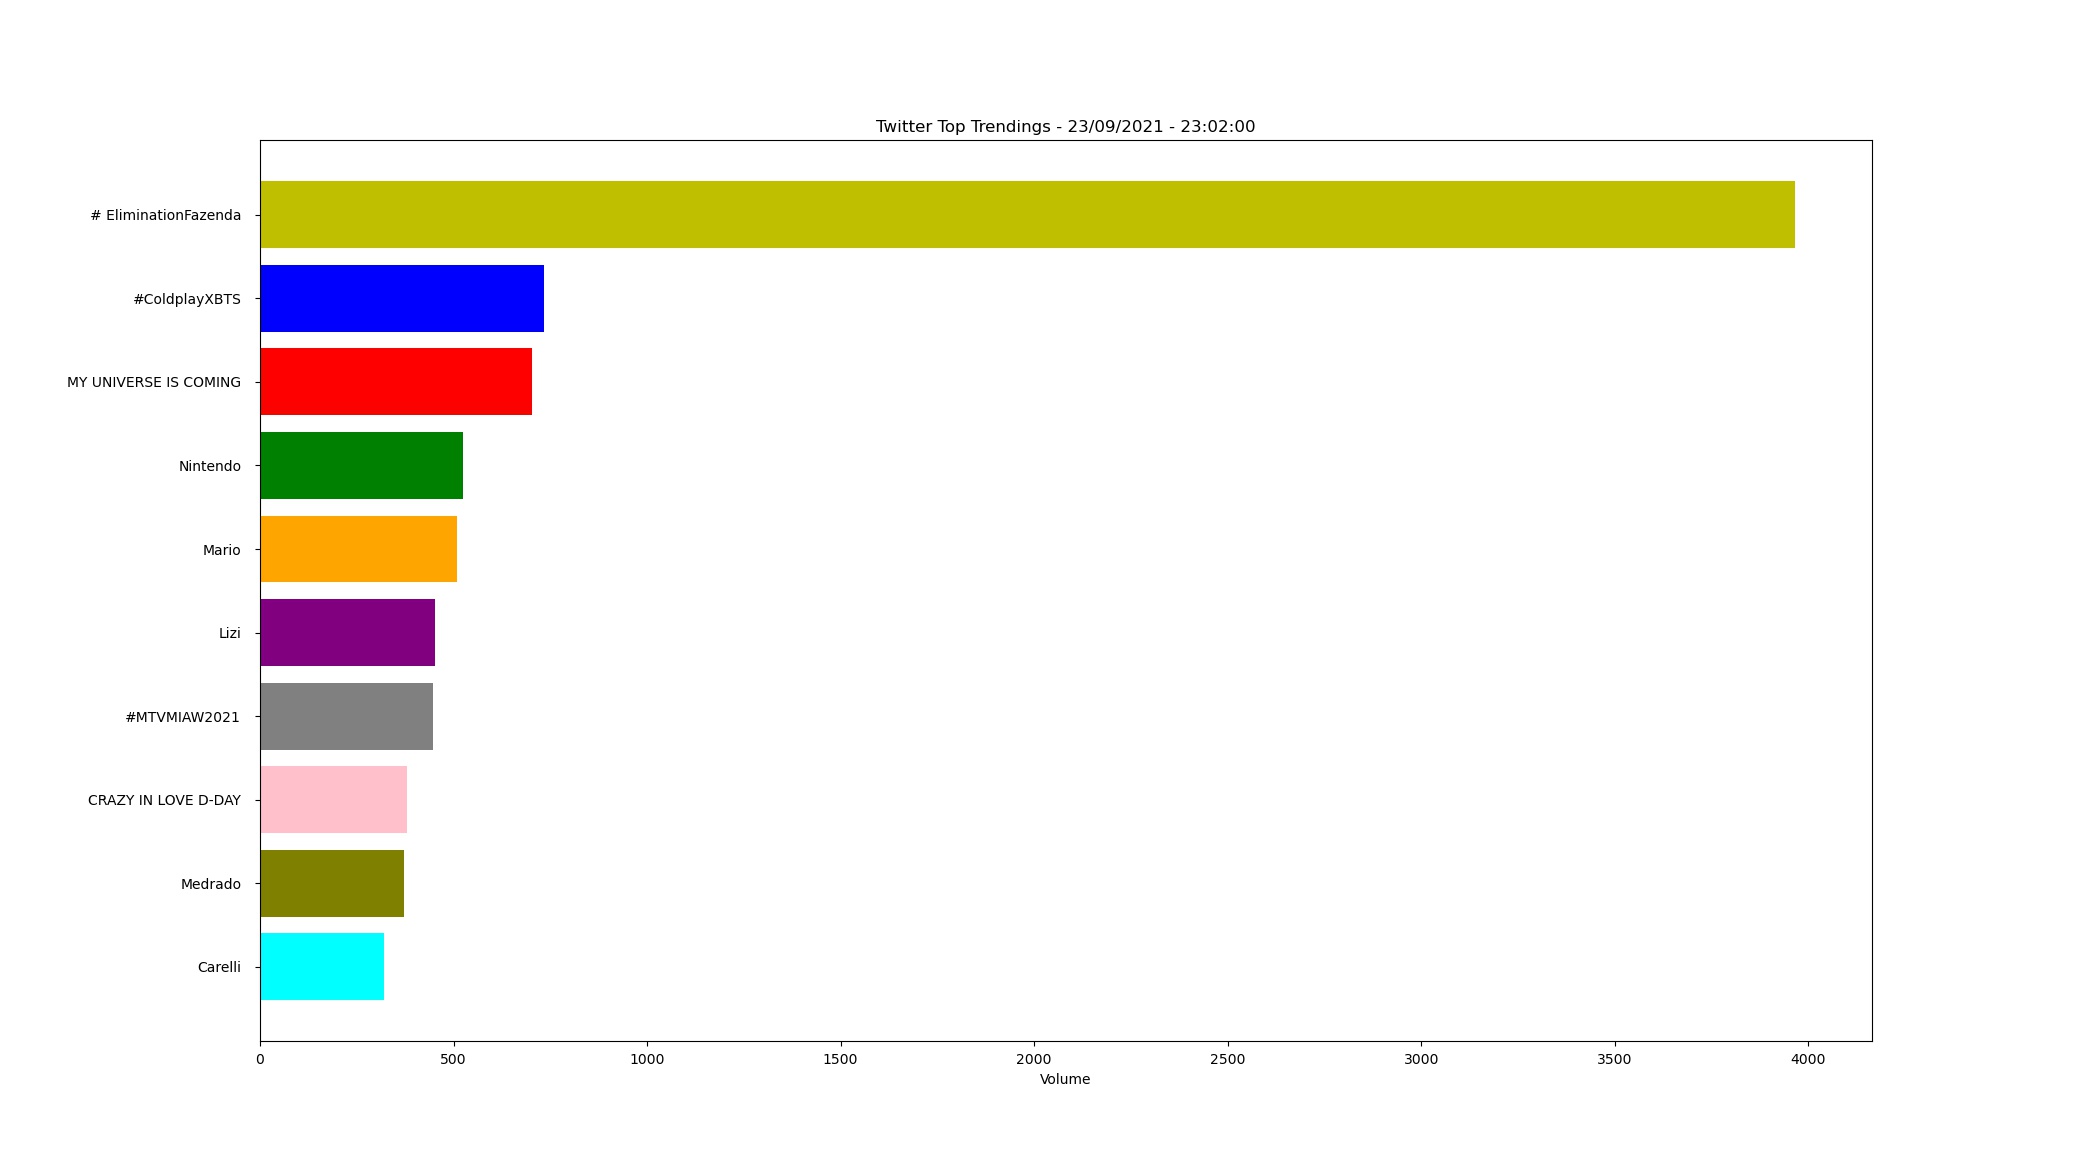 Twitter Top Trendings - 23/09/2021 - 23:02:00
# EliminationFazenda
#ColdplayXBTS
MY UNIVERSE IS COMING
Nintendo
Mario
Lizi
#MTVMIAW2021
CRAZY IN LOVE D-DAY
Medrado
Carelli
0 500 1000 1500 2000 2500 3000 3500 4000
Volume